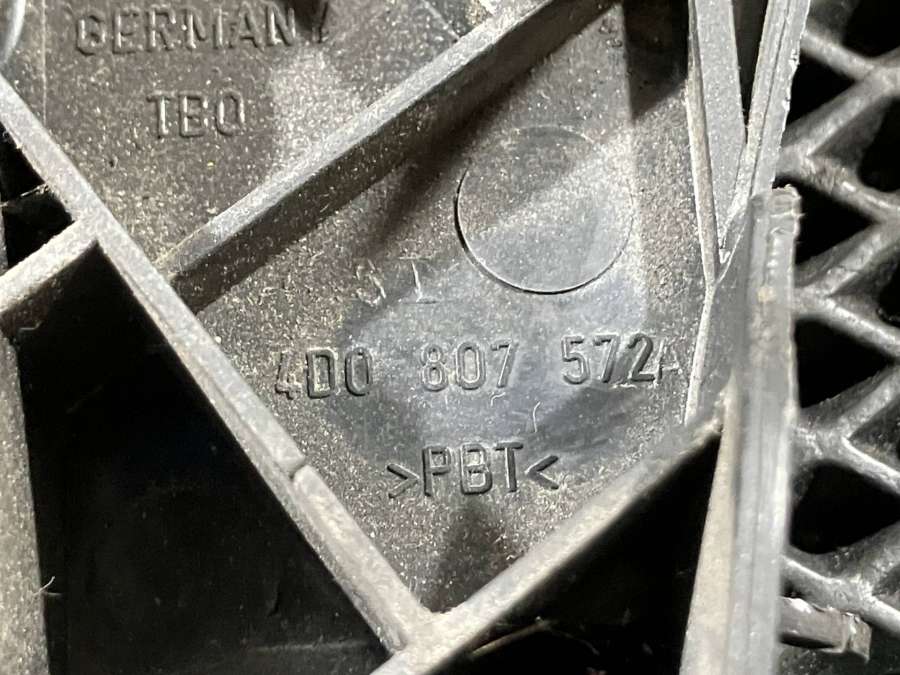 GERMANY
TBO
4D0 807 572A
>PBT<